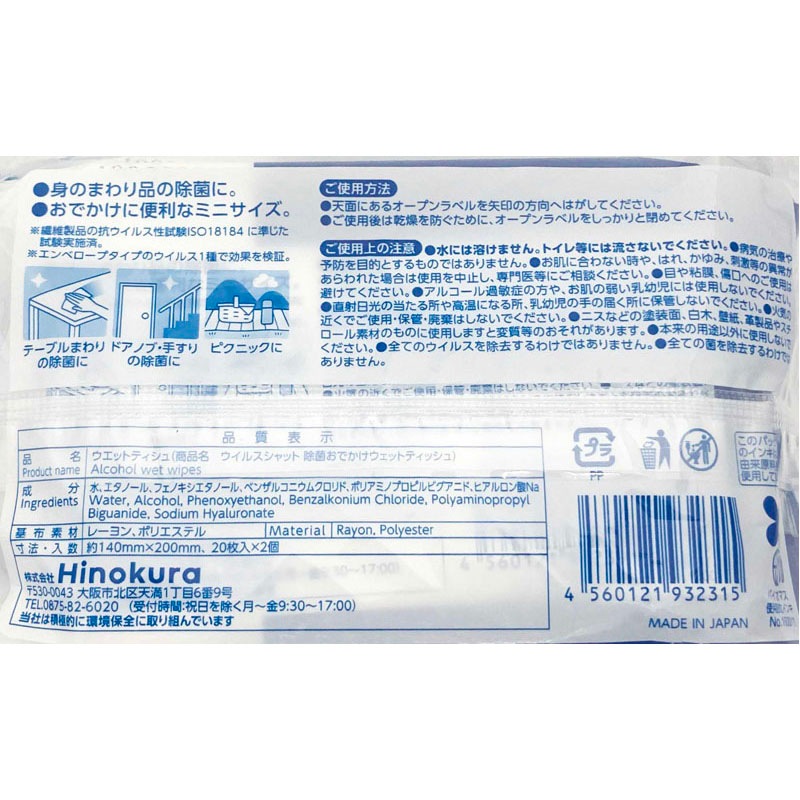 ●身のまわり品の除菌に。
●おでかけに便利なミニサイズ。
※繊維製品の抗ウイルス性試験ISO18184 に準じた
試験実施済。
※エンベロープタイプのウイルス1種で効果を検証。
テーブルまわり
の除菌に
ドアノブ・手すり
の除菌に
ピクニックに
ご使用方法
●天面にあるオープンラベルを矢印の方向へはがしてください。
●ご使用後は乾燥を防ぐために、オープンラベルをしっかりと閉めてください。
ご使用上の注意 ●水には溶けません。トイレ等には流さないでください。●病気の治療や
予防を目的とするものではありません。●お肌に合わない時や、はれ、かゆみ、刺激等の異常が
あらわれた場合は使用を中止し、専門医等にご相談ください。●目や粘膜、傷口へのご使用は
避けてください。●アルコール過敏症の方や、お肌の弱い乳幼児には使用しないでください。
●直射日光の当たる所や高温になる所、乳幼児の手の届く所に保管しないでください。●火気の
近くでご使用・保管・廃棄はしないでください。●ニスなどの塗装面、白木、壁紙、革製品やスチ
ロール素材のものに使用しますと変質等のおそれがあります。●本来の用途以外に使用しない
でください。●全てのウイルスを除去するわけではありません。●全ての菌を除去するわけでは
ありません。
品質表示
品名 ウエットティシュ(商品名 ウイルスシャット 除菌おでかけウェットティッシュ)
Product name Alcohol wet wipes
成分 水、エタノール、フェノキシエタノール、ベンザルコニウムクロリド、ポリアミノプロピルビグアニド、ヒアルロン酸Na
Ingredients Water, Alcohol, Phenoxyethanol, Benzalkonium Chloride, Polyaminopropyl
Biguanide, Sodium Hyaluronate
基布素材 レーヨン、ポリエステル Material Rayon, Polyester
寸法・入数 約140mm×200mm、20枚入×2個
株式会社 Hinokura
〒530-0043 大阪市北区天満1丁目6番9号
TEL.0875-82-6020 (受付時間:祝日を除く月〜金9:30〜17:00)
当社は積極的に環境保全に取り組んでいます
プラ
PP
このパッ
のインキ
由来原料
使用して
4 560121 932315
MADE IN JAPAN